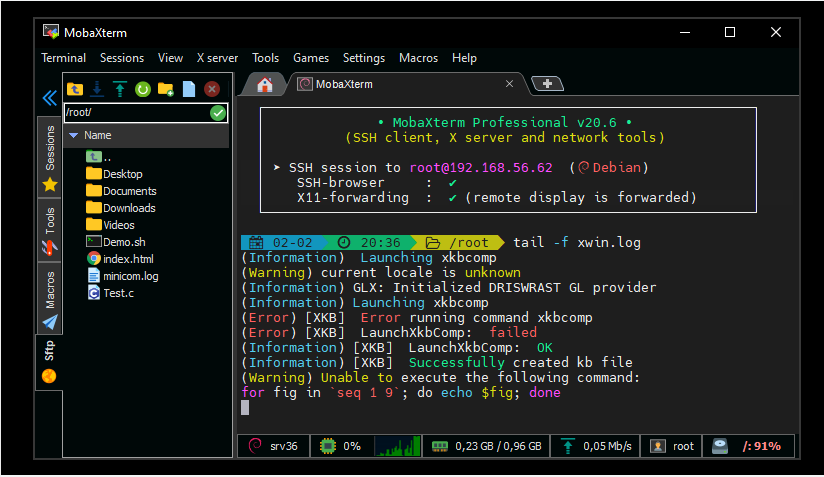 MobaXterm
Terminal Sessions View X server Tools Games Settings Macros Help
MobaXterm
/root/
Name
..
Desktop
Documents
Downloads
Videos
Demo.sh
index.html
minicom.log
Test.c
Sessions
Tools
Macros
Sftp
• MobaXterm Professional v20.6 •
(SSH client, X server and network tools)
➤ SSH session to root@192.168.56.62 (Debian)
SSH-browser : ✔
X11-forwarding : ✔ (remote display is forwarded)
02-02 20:36 /root tail -f xwin.log
(Information) Launching xkbcomp
(Warning) current locale is unknown
(Information) GLX: Initialized DRISWRAST GL provider
(Information) Launching xkbcomp
(Error) [XKB] Error running command xkbcomp
(Error) [XKB] LaunchXkbComp: failed
(Information) [XKB] LaunchXkbComp: OK
(Information) [XKB] Successfully created kb file
(Warning) Unable to execute the following command:
for fig in `seq 1 9`; do echo $fig; done
srv36 0% 0,23 GB / 0,96 GB 0,05 Mb/s root /: 91%